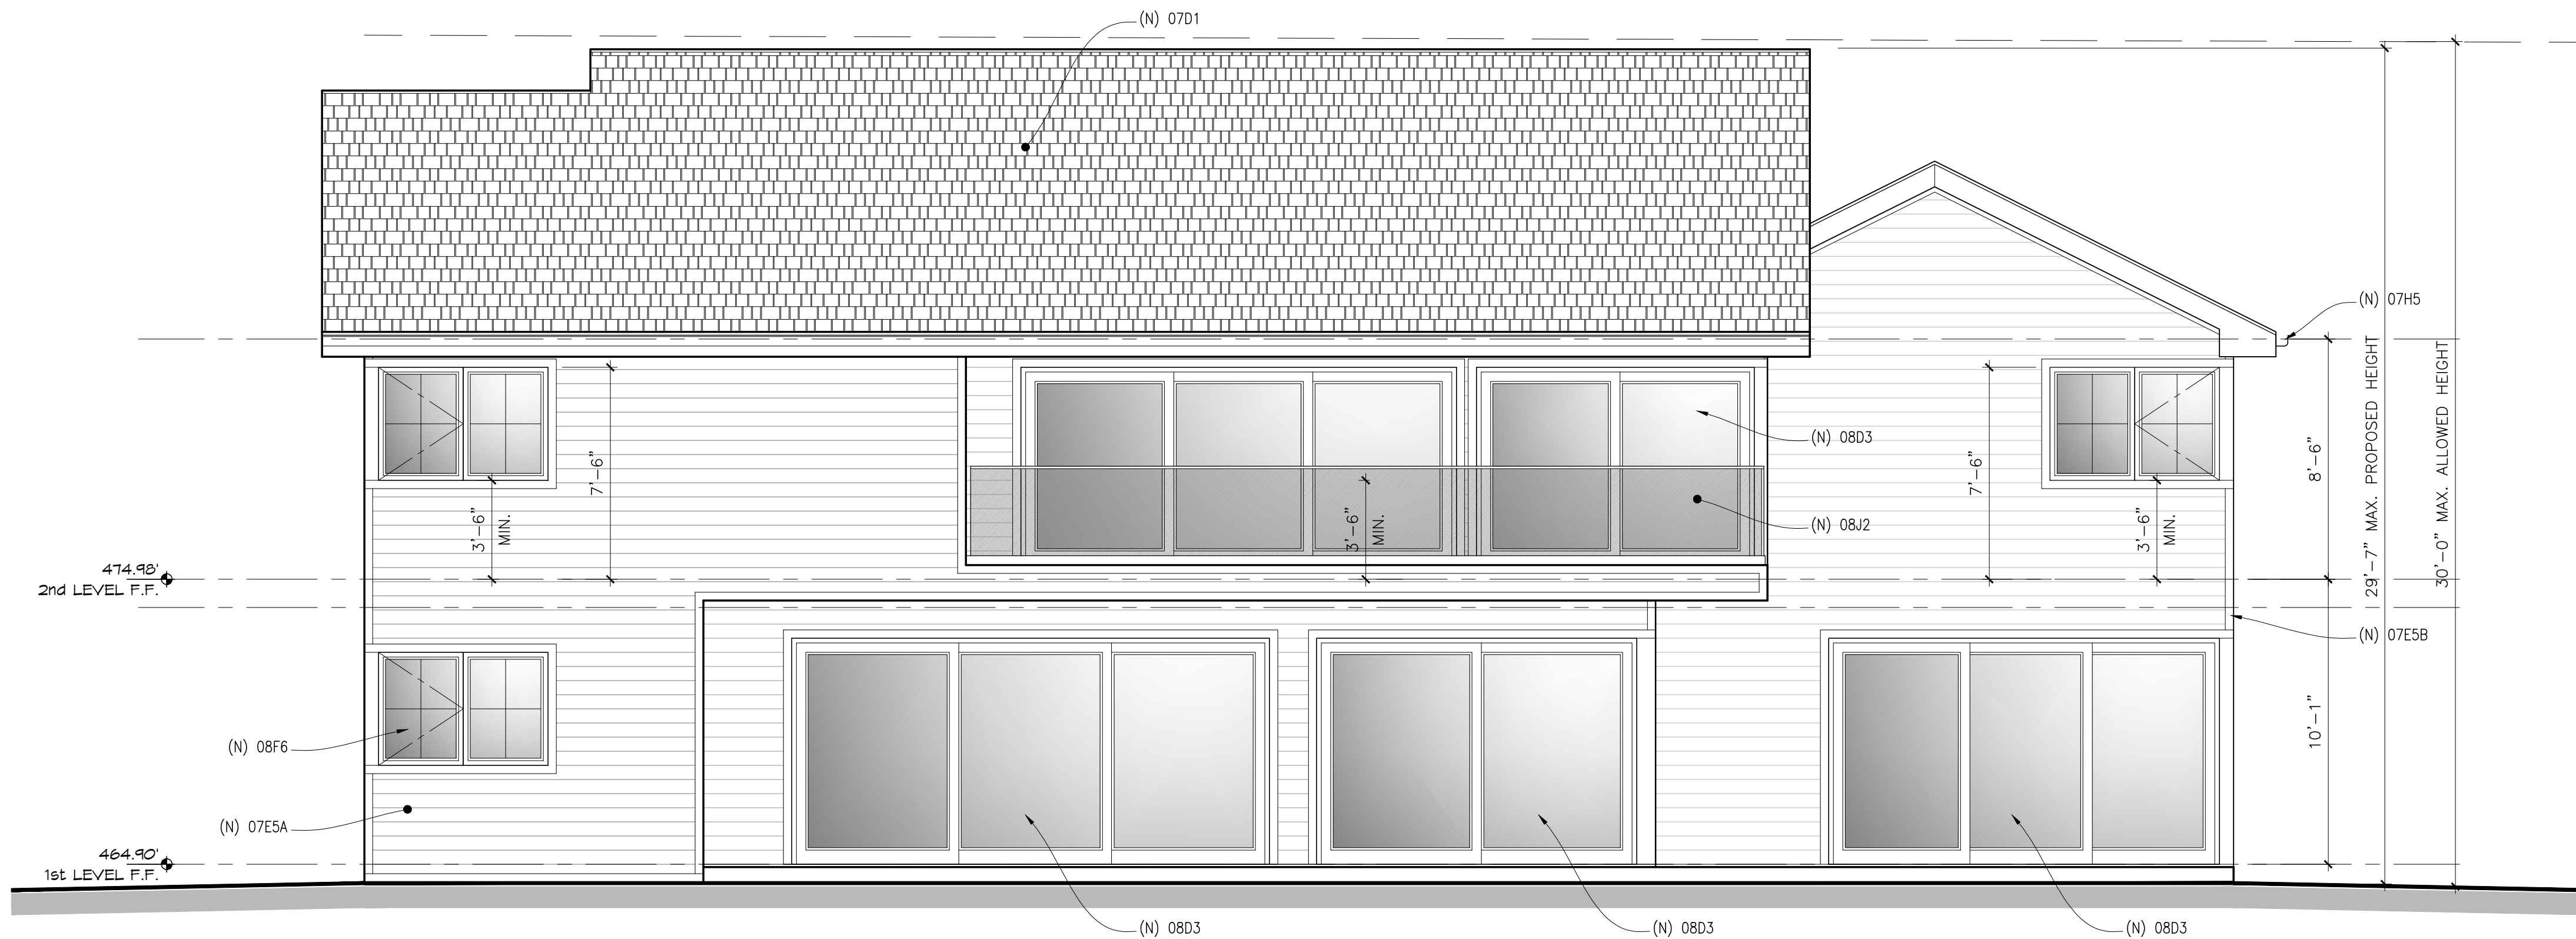 (N) 07D1
(N) 07H5
(N) 08D3
7'-6"
7'-6"
8'-6"
29'-7" MAX. PROPOSED HEIGHT
30'-0" MAX. ALLOWED HEIGHT
3'-6"
MIN.
3'-6"
MIN.
(N) 08J2
3'-6"
MIN.
474.98'
2nd LEVEL F.F.
(N) 07E5B
10'-1"
(N) 08F6
(N) 07E5A
464.90'
1st LEVEL F.F.
(N) 08D3
(N) 08D3
(N) 08D3